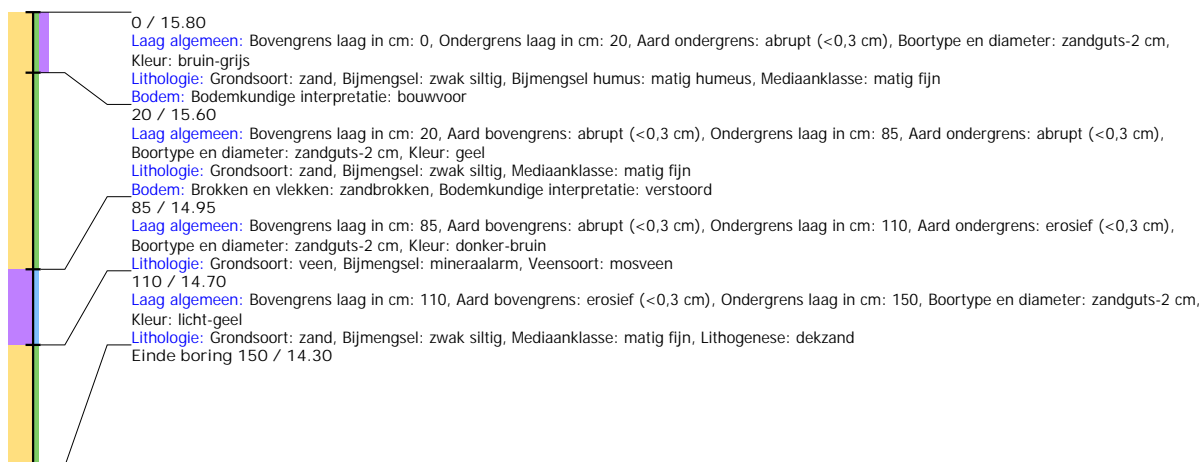 0 / 15.80
Laag algemeen: Bovengrens laag in cm: 0, Ondergrens laag in cm: 20, Aard ondergrens: abrupt (<0,3 cm), Boortype en diameter: zandguts-2 cm,
Kleur: bruin-grijs
Lithologie: Grondsoort: zand, Bijmengsel: zwak siltig, Bijmengsel humus: matig humeus, Mediaanklasse: matig fijn
Bodem: Bodemkundige interpretatie: bouwvoor
20 / 15.60
Laag algemeen: Bovengrens laag in cm: 20, Aard bovengrens: abrupt (<0,3 cm), Ondergrens laag in cm: 85, Aard ondergrens: abrupt (<0,3 cm),
Boortype en diameter: zandguts-2 cm, Kleur: geel
Lithologie: Grondsoort: zand, Bijmengsel: zwak siltig, Mediaanklasse: matig fijn
Bodem: Brokken en vlekken: zandbrokken, Bodemkundige interpretatie: verstoord
85 / 14.95
Laag algemeen: Bovengrens laag in cm: 85, Aard bovengrens: abrupt (<0,3 cm), Ondergrens laag in cm: 110, Aard ondergrens: erosief (<0,3 cm),
Boortype en diameter: zandguts-2 cm, Kleur: donker-bruin
Lithologie: Grondsoort: veen, Bijmengsel: mineraalarm, Veensoort: mosveen
110 / 14.70
Laag algemeen: Bovengrens laag in cm: 110, Aard bovengrens: erosief (<0,3 cm), Ondergrens laag in cm: 150, Boortype en diameter: zandguts-2 cm,
Kleur: licht-geel
Lithologie: Grondsoort: zand, Bijmengsel: zwak siltig, Mediaanklasse: matig fijn, Lithogenese: dekzand
Einde boring 150 / 14.30